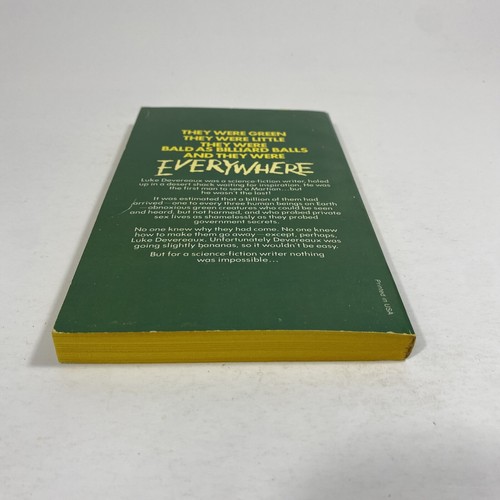 THEY WERE GREEN
THEY WERE LITTLE
THEY WERE
BALD AS BILLIARD BALLS
AND THEY WERE
EVERYWHERE
Luke Devereaux was a science-fiction writer, holed
up in a desert shack waiting for inspiration. He was
the first man to see a Martian...but
he wasn't the last!
It was estimated that a billion of them had
arrived—one to every three human beings on Earth
—obnoxious green creatures who could be seen
and heard, but not harmed, and who probed private
sex lives as shamelessly as they probed
government secrets.
No one knew why they had come. No one knew
how to make them go away—except, perhaps,
Luke Devereaux. Unfortunately Devereaux was
going slightly bananas, so it wouldn't be easy.
But for a science-fiction writer nothing
was impossible...
Printed in USA